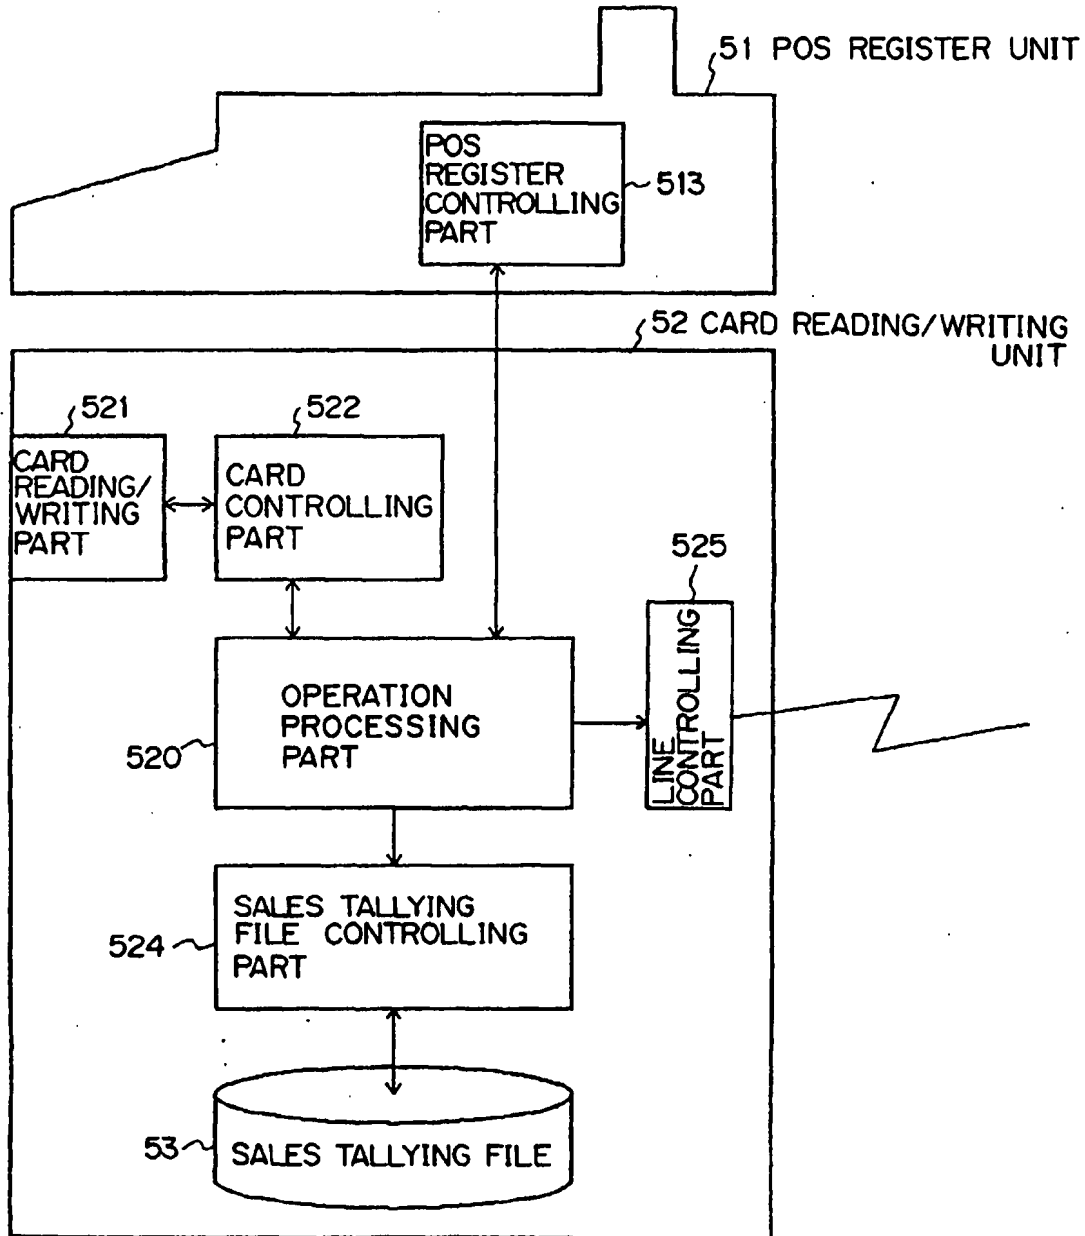 51 POS REGISTER UNIT
POS
REGISTER
CONTROLLING
PART
513
52 CARD READING/WRITING
UNIT
521
522
CARD
READING/
WRITING
PART
CARD
CONTROLLING
PART
525
LINE
CONTROLLING
PART
OPERATION
PROCESSING
PART
520
SALES TALLYING
FILE CONTROLLING
PART
524
53
SALES TALLYING FILE